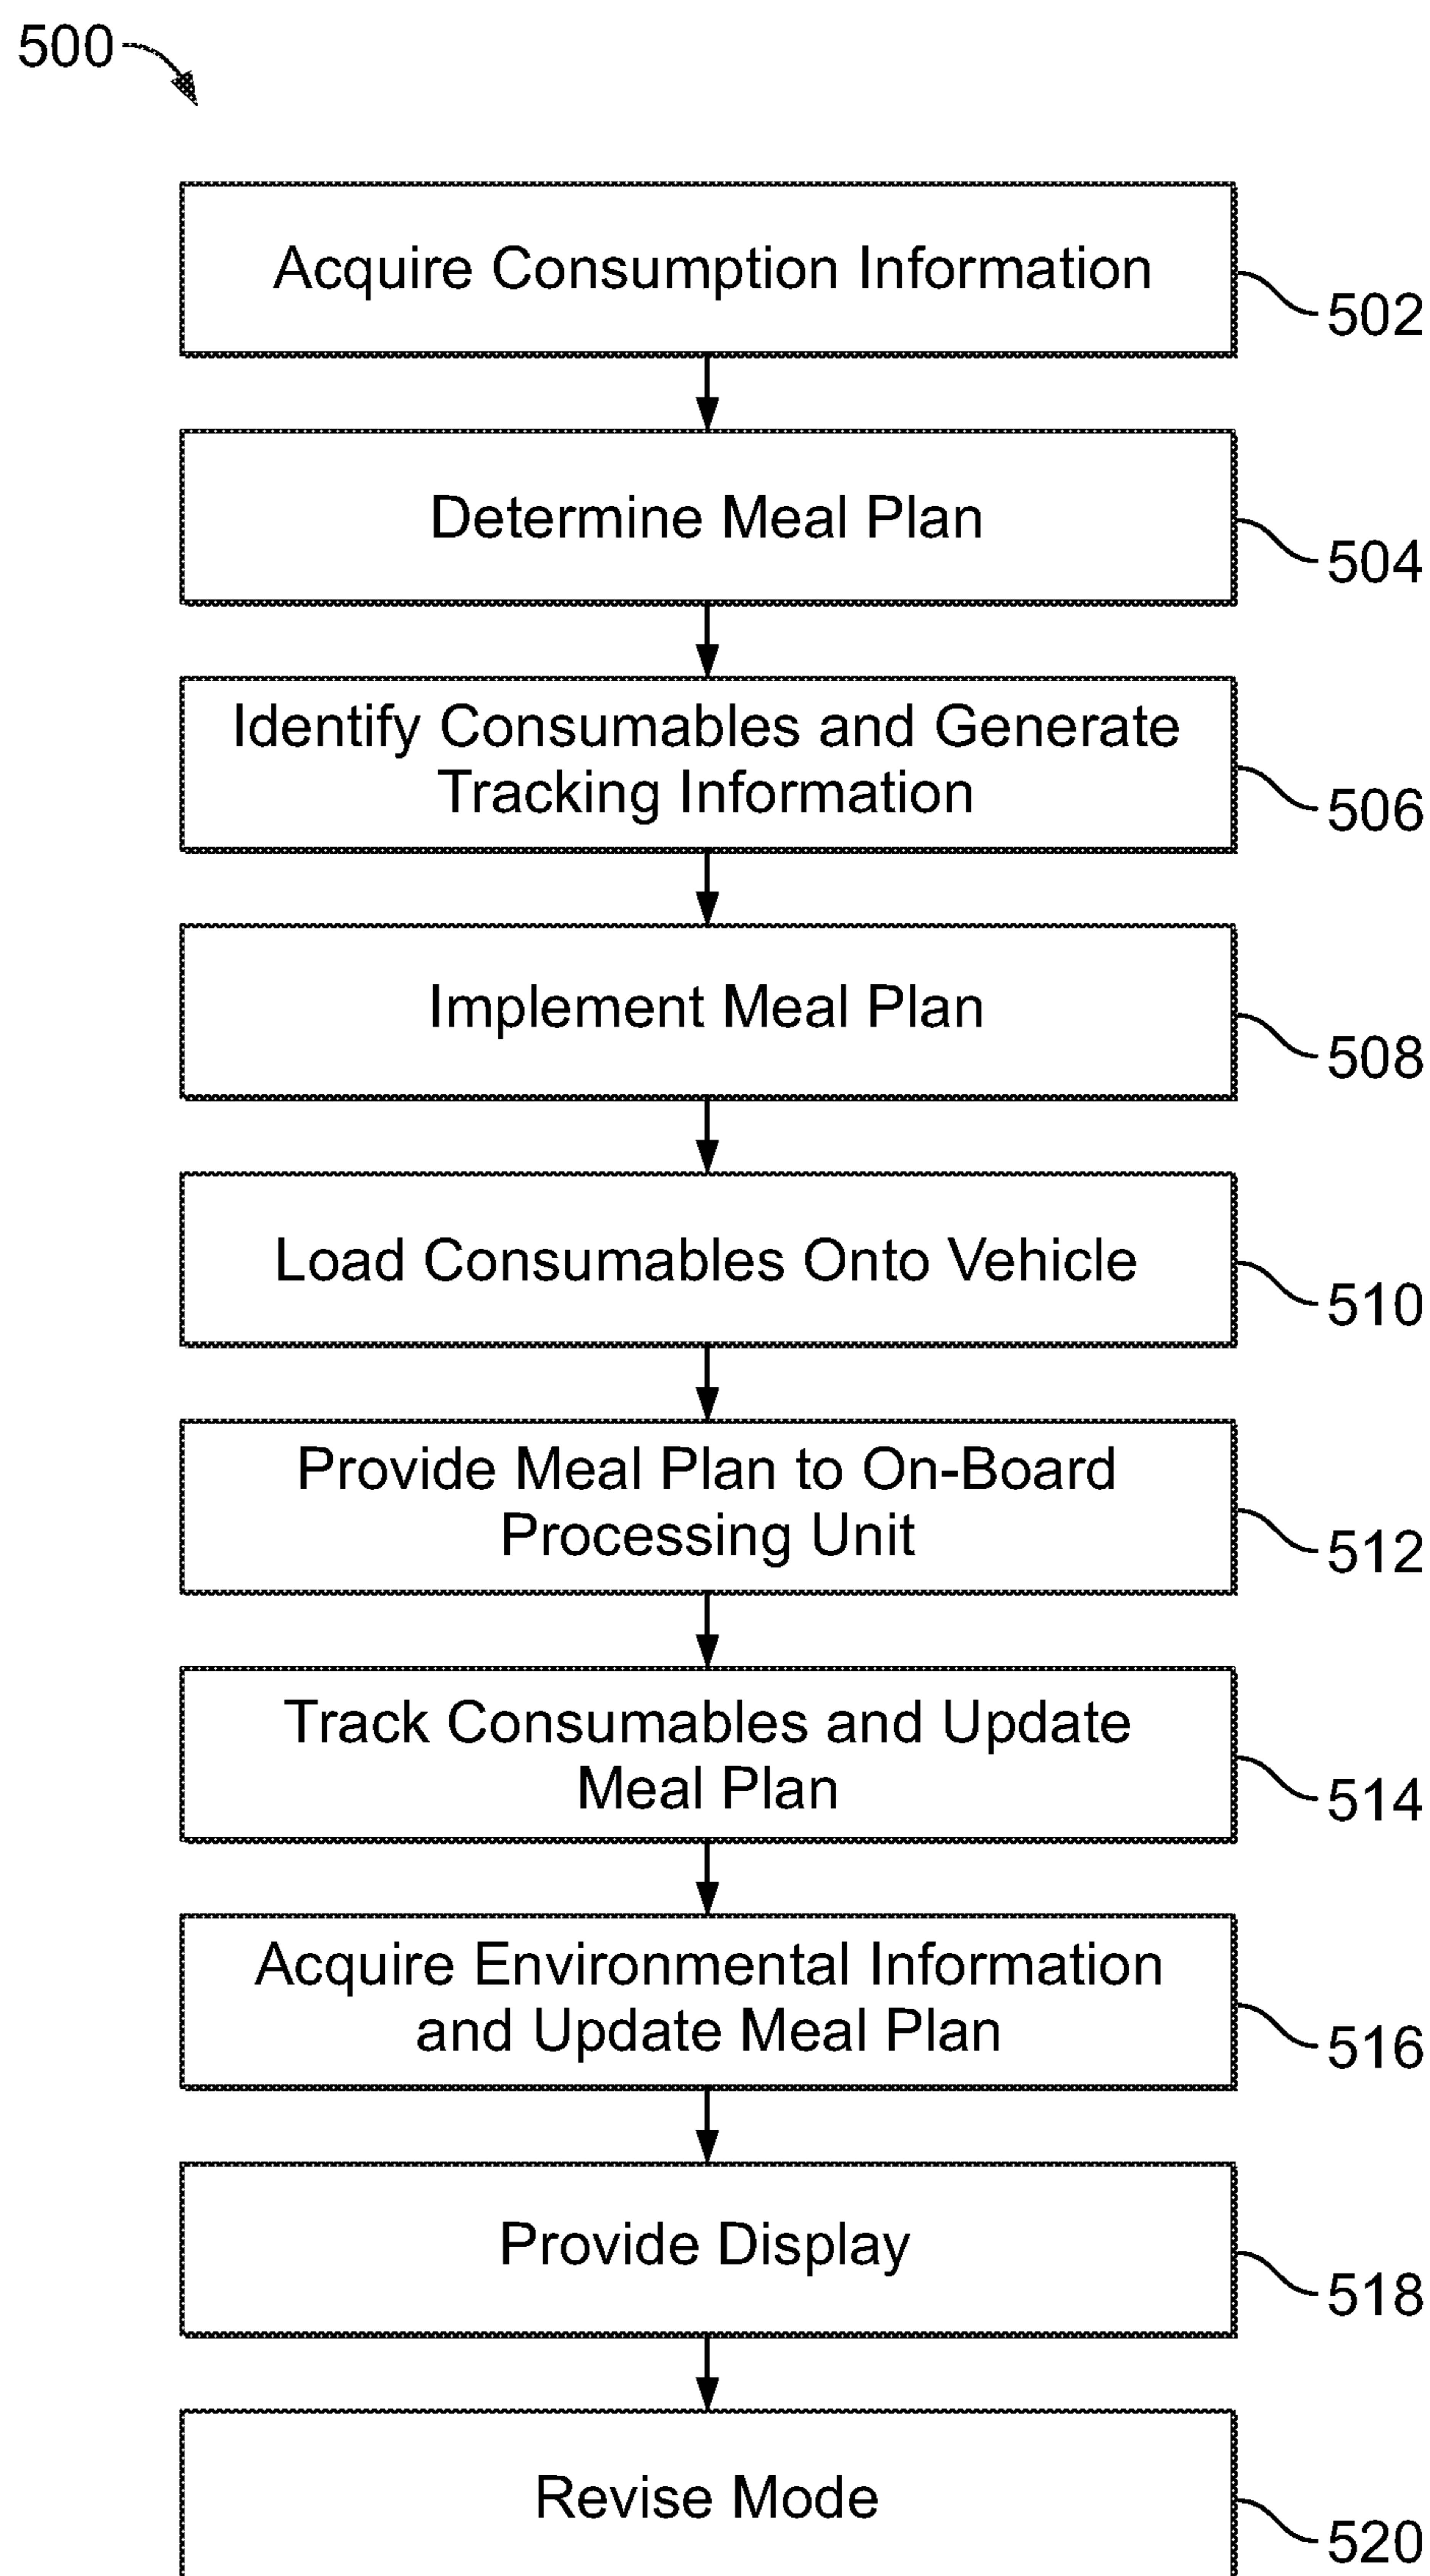 500
Acquire Consumption Information
502
Determine Meal Plan
504
Identify Consumables and Generate
Tracking Information
506
Implement Meal Plan
508
Load Consumables Onto Vehicle
510
Provide Meal Plan to On-Board
Processing Unit
512
Track Consumables and Update
Meal Plan
514
Acquire Environmental Information
and Update Meal Plan
516
Provide Display
518
Revise Mode
520